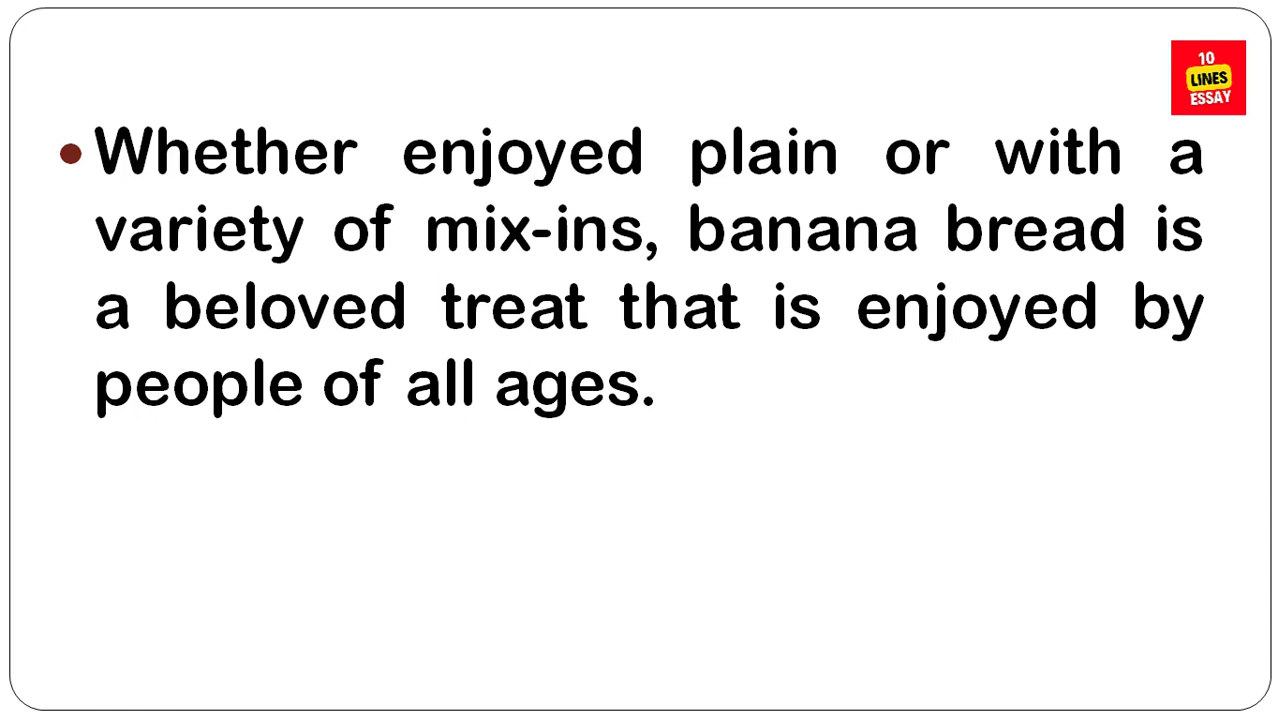 10
LINES
ESSAY
• Whether enjoyed plain or with a
variety of mix-ins, banana bread is
a beloved treat that is enjoyed by
people of all ages.